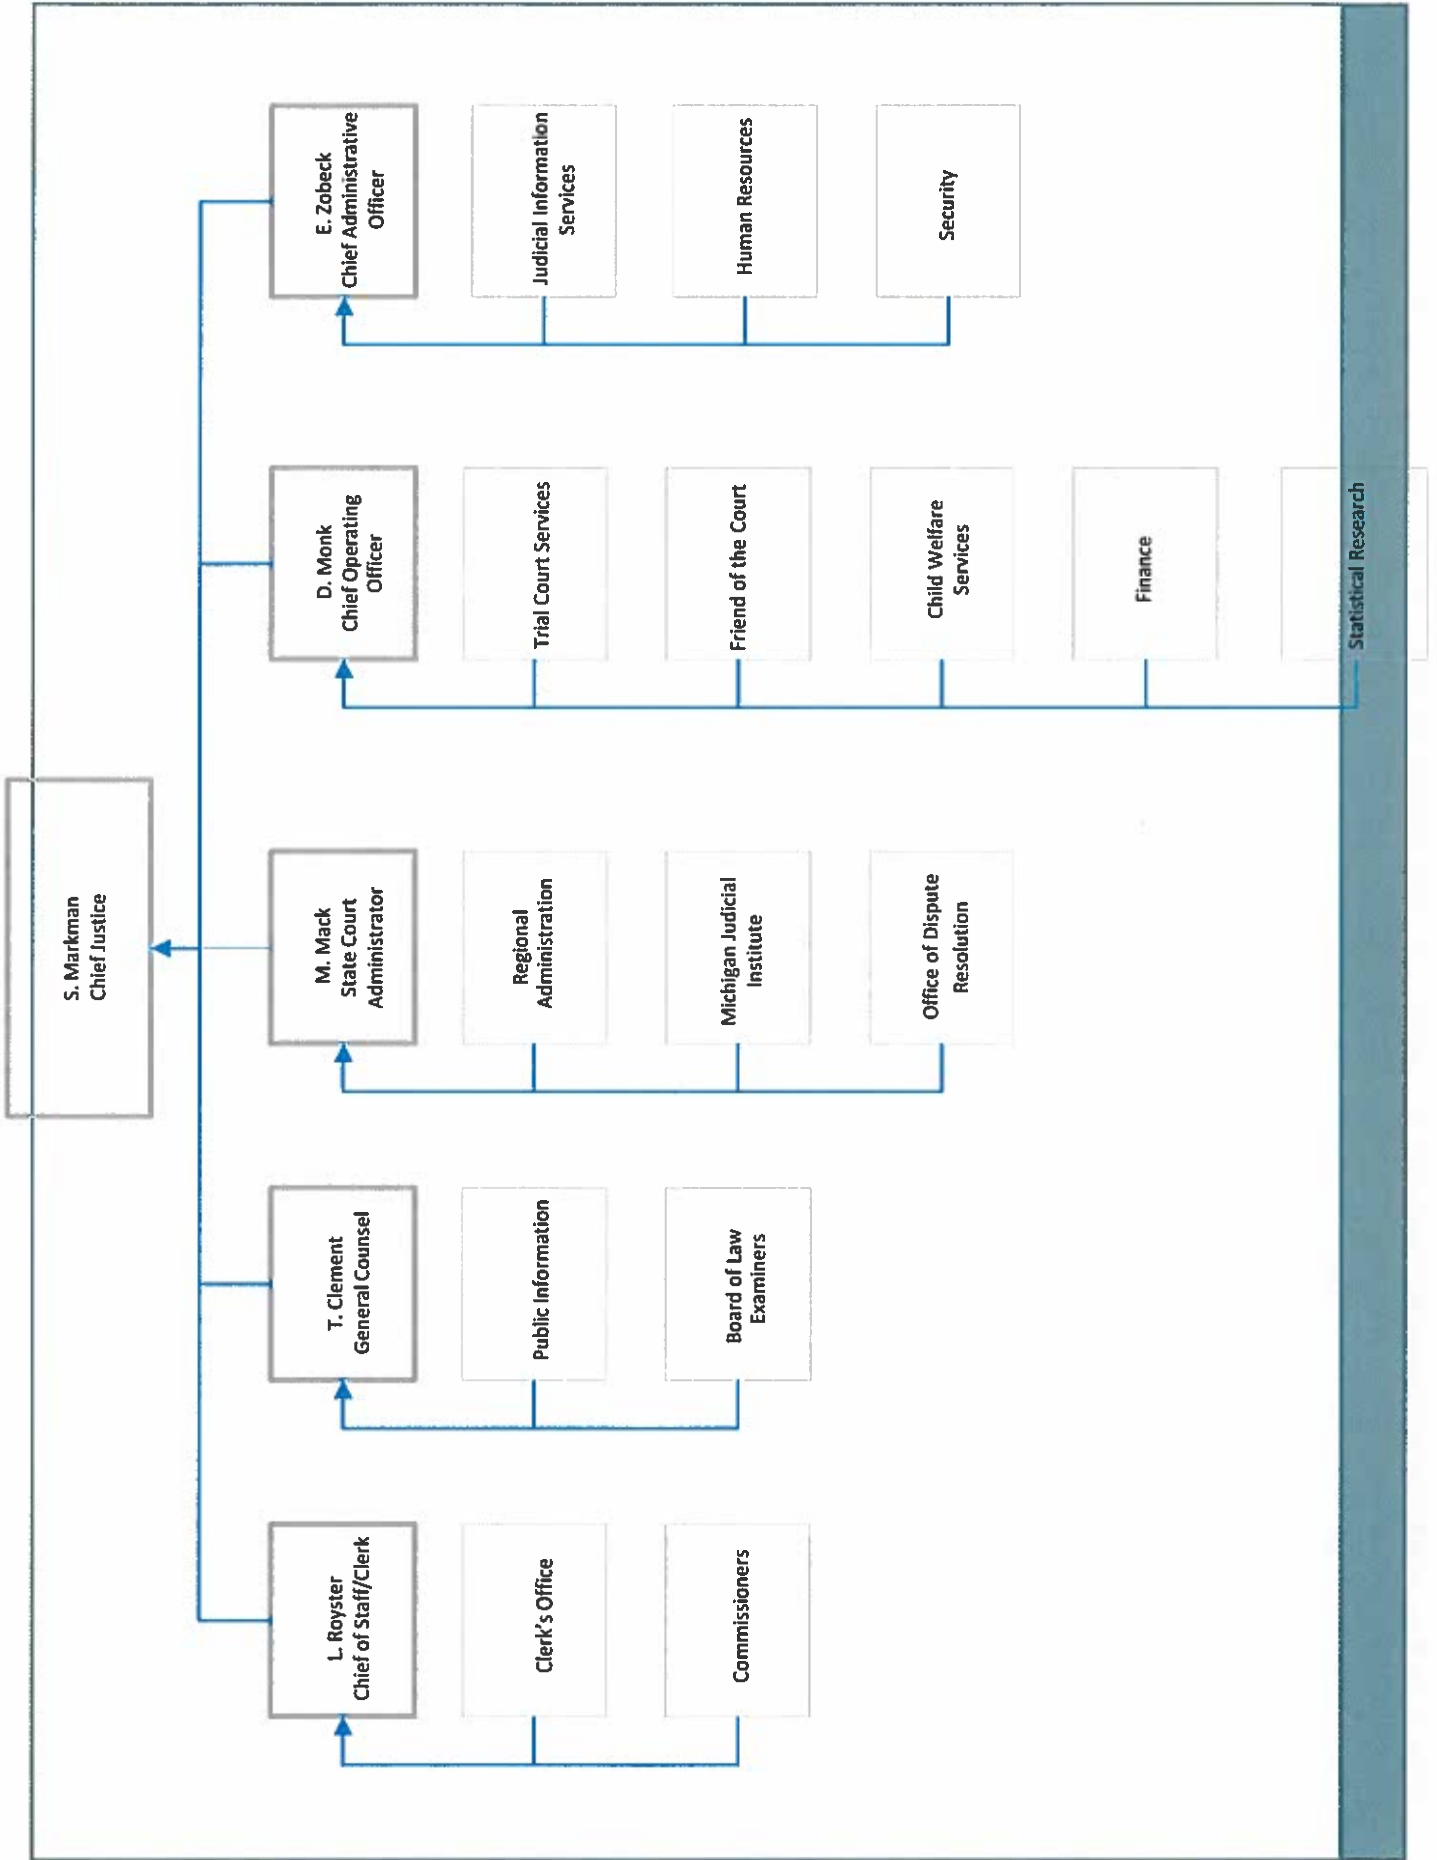 S. Markman
Chief Justice
L. Royster
Chief of Staff/Clerk
Clerk's Office
Commissioners
T. Clement
General Counsel
Public Information
Board of Law
Examiners
M. Mack
State Court
Administrator
Regional
Administration
Michigan Judicial
Institute
Office of Dispute
Resolution
D. Monk
Chief Operating
Officer
Trial Court Services
Friend of the Court
Child Welfare
Services
Finance
Statistical Research
E. Zobeck
Chief Administrative
Officer
Judicial Information
Services
Human Resources
Security